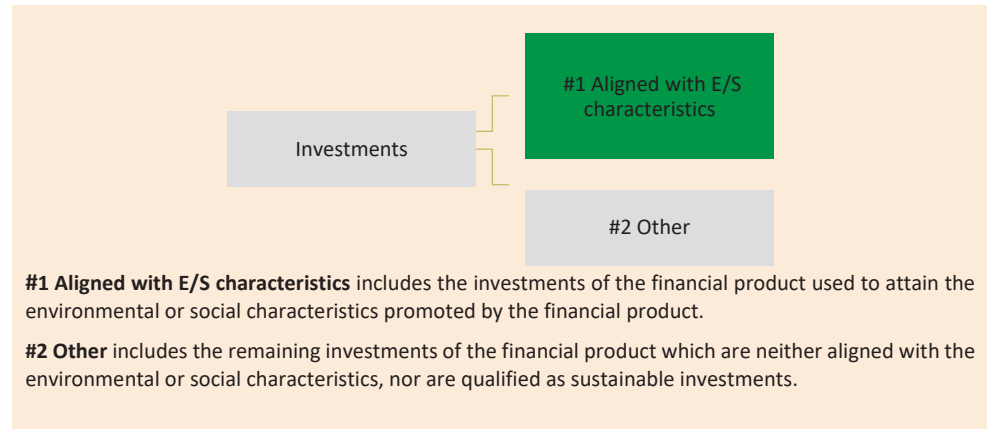 #1 Aligned with E/S
characteristics
Investments
#2 Other
#1 Aligned with E/S characteristics includes the investments of the financial product used to attain the
environmental or social characteristics promoted by the financial product.
#2 Other includes the remaining investments of the financial product which are neither aligned with the
environmental or social characteristics, nor are qualified as sustainable investments.